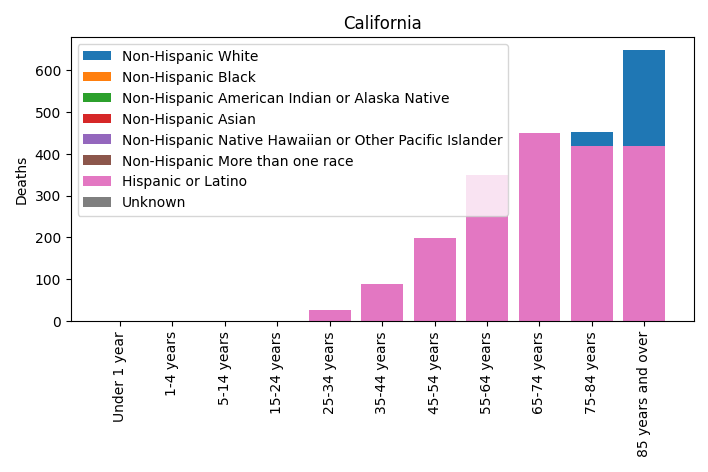 California
Non-Hispanic White
Non-Hispanic Black
Non-Hispanic American Indian or Alaska Native
Non-Hispanic Asian
Non-Hispanic Native Hawaiian or Other Pacific Islander
Non-Hispanic More than one race
Hispanic or Latino
Unknown
Deaths
600
500
400
300
200
100
0
Under 1 year
1-4 years
5-14 years
15-24 years
25-34 years
35-44 years
45-54 years
55-64 years
65-74 years
75-84 years
85 years and over